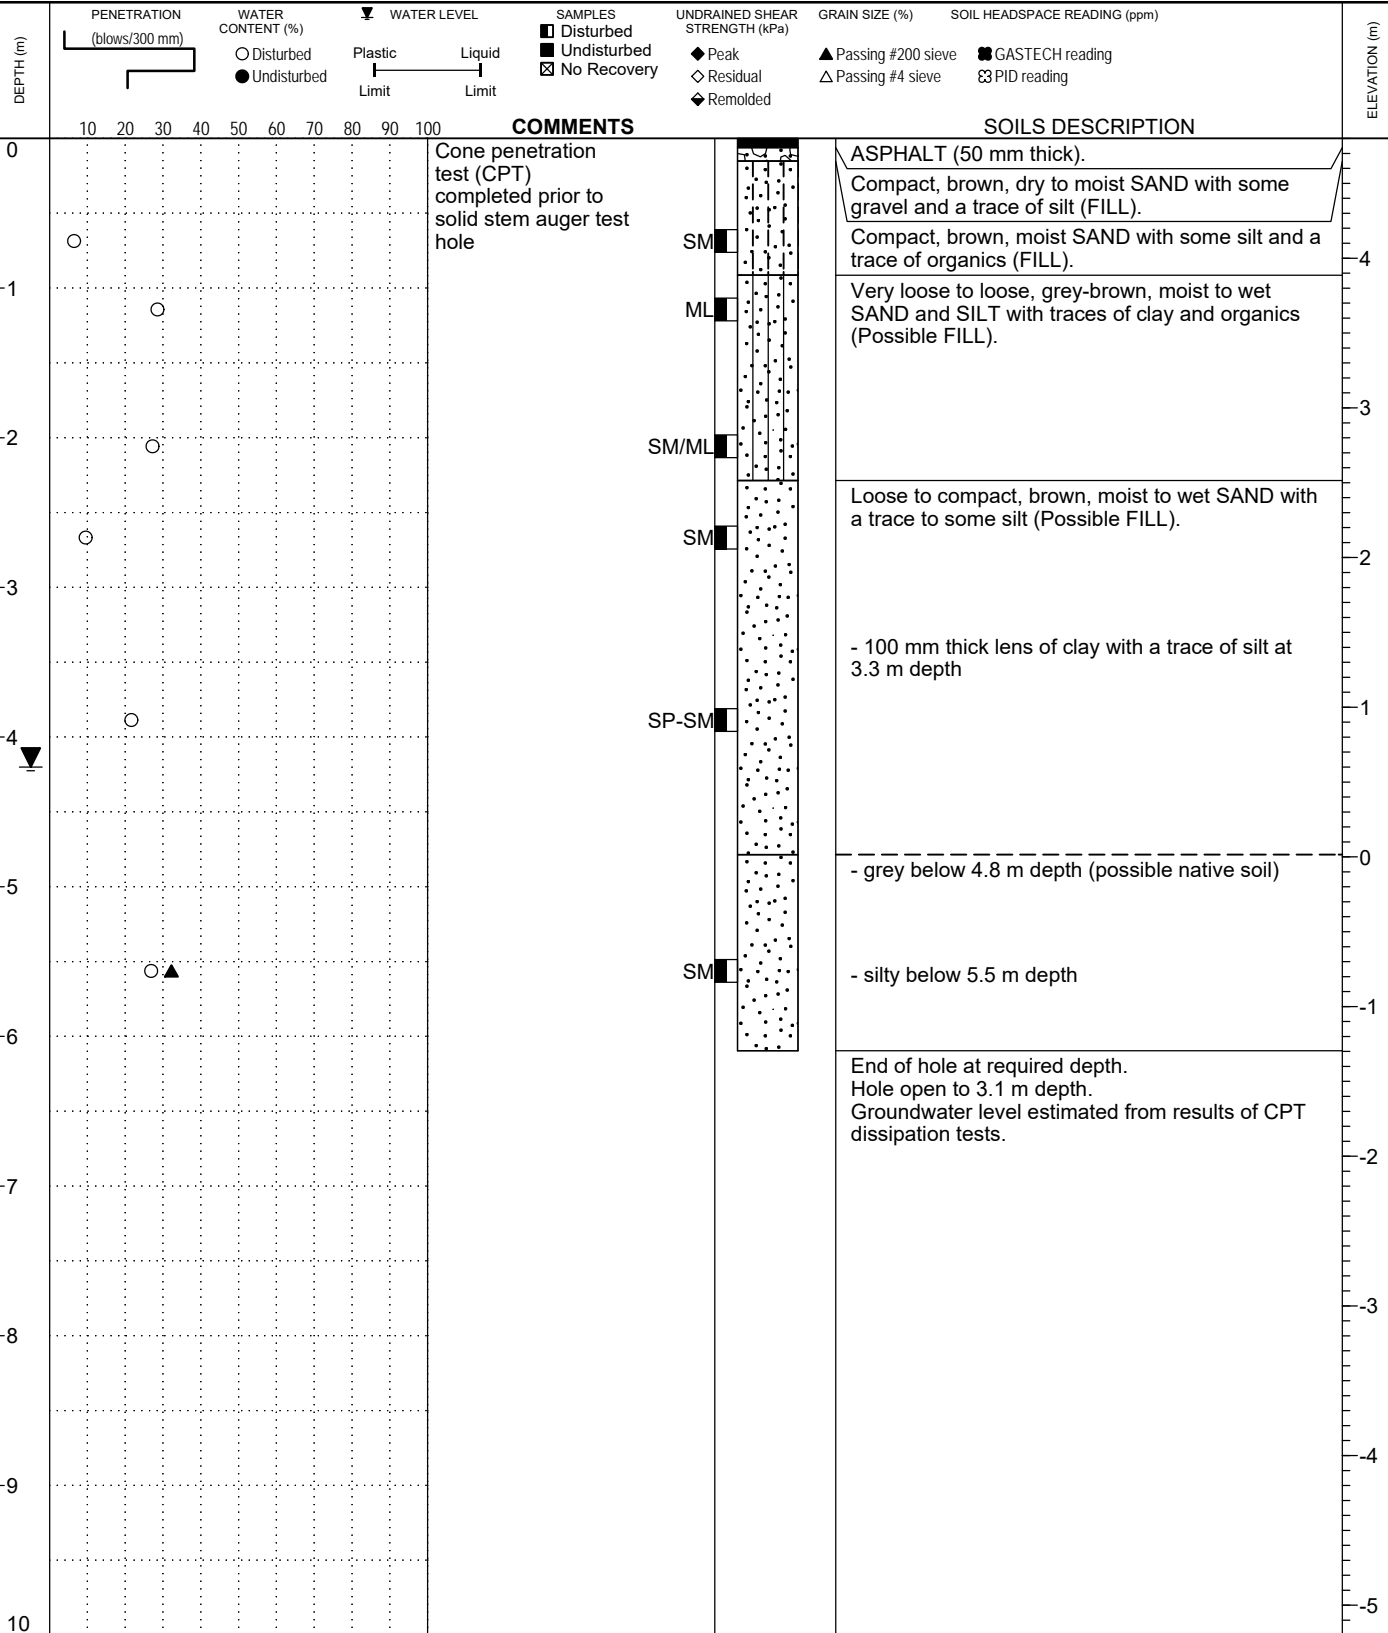 PENETRATION
(blows/300 mm)
WATER
CONTENT (%)
Disturbed
Undisturbed
WATER LEVEL
Plastic Liquid
Limit Limit
SAMPLES
Disturbed
Undisturbed
No Recovery
UNDRAINED SHEAR
STRENGTH (kPa)
Peak
Residual
Remolded
GRAIN SIZE (%)
Passing #200 sieve
Passing #4 sieve
SOIL HEADSPACE READING (ppm)
GASTECH reading
PID reading
DEPTH (m)
ELEVATION (m)
10 20 30 40 50 60 70 80 90 100
COMMENTS
SOILS DESCRIPTION
0
1
2
3
4
5
6
7
8
9
10
Cone penetration
test (CPT)
completed prior to
solid stem auger test
hole
SM
ML
SM/ML
SM
SP-SM
SM
ASPHALT (50 mm thick).
Compact, brown, dry to moist SAND with some
gravel and a trace of silt (FILL).
Compact, brown, moist SAND with some silt and a
trace of organics (FILL).
Very loose to loose, grey-brown, moist to wet
SAND and SILT with traces of clay and organics
(Possible FILL).
Loose to compact, brown, moist to wet SAND with
a trace to some silt (Possible FILL).
- 100 mm thick lens of clay with a trace of silt at
3.3 m depth
- grey below 4.8 m depth (possible native soil)
- silty below 5.5 m depth
End of hole at required depth.
Hole open to 3.1 m depth.
Groundwater level estimated from results of CPT
dissipation tests.
4
3
2
1
0
-1
-2
-3
-4
-5